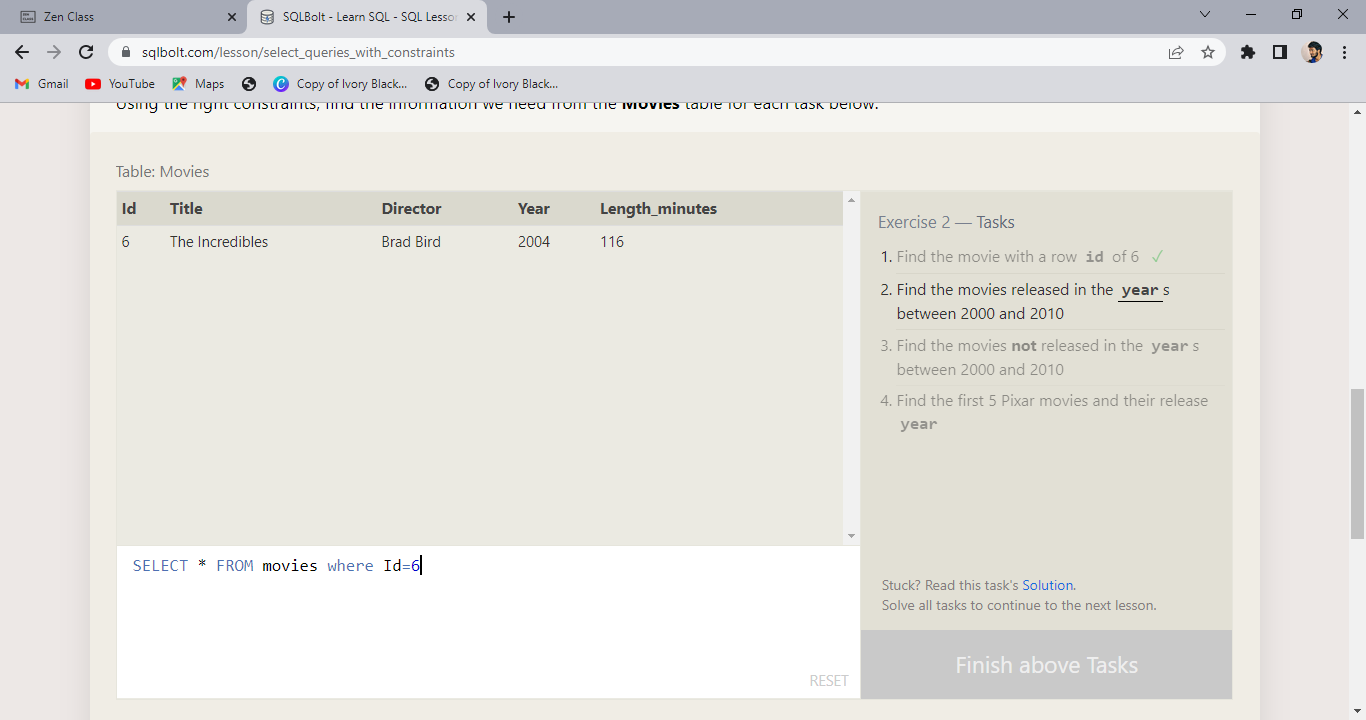 Zen Class
SQLBolt - Learn SQL - SQL Lesson
sqlbolt.com/lesson/select_queries_with_constraints
Gmail YouTube Maps Copy of Ivory Black... Copy of Ivory Black...
Using the right constraints, find the information we need from the Movies table for each task below.
Table: Movies
Id Title Director Year Length_minutes
6 The Incredibles Brad Bird 2004 116
SELECT * FROM movies where Id=6
RESET
Exercise 2 — Tasks
1. Find the movie with a row id of 6 ✓
2. Find the movies released in the year s
between 2000 and 2010
3. Find the movies not released in the year s
between 2000 and 2010
4. Find the first 5 Pixar movies and their release
year
Stuck? Read this task's Solution.
Solve all tasks to continue to the next lesson.
Finish above Tasks